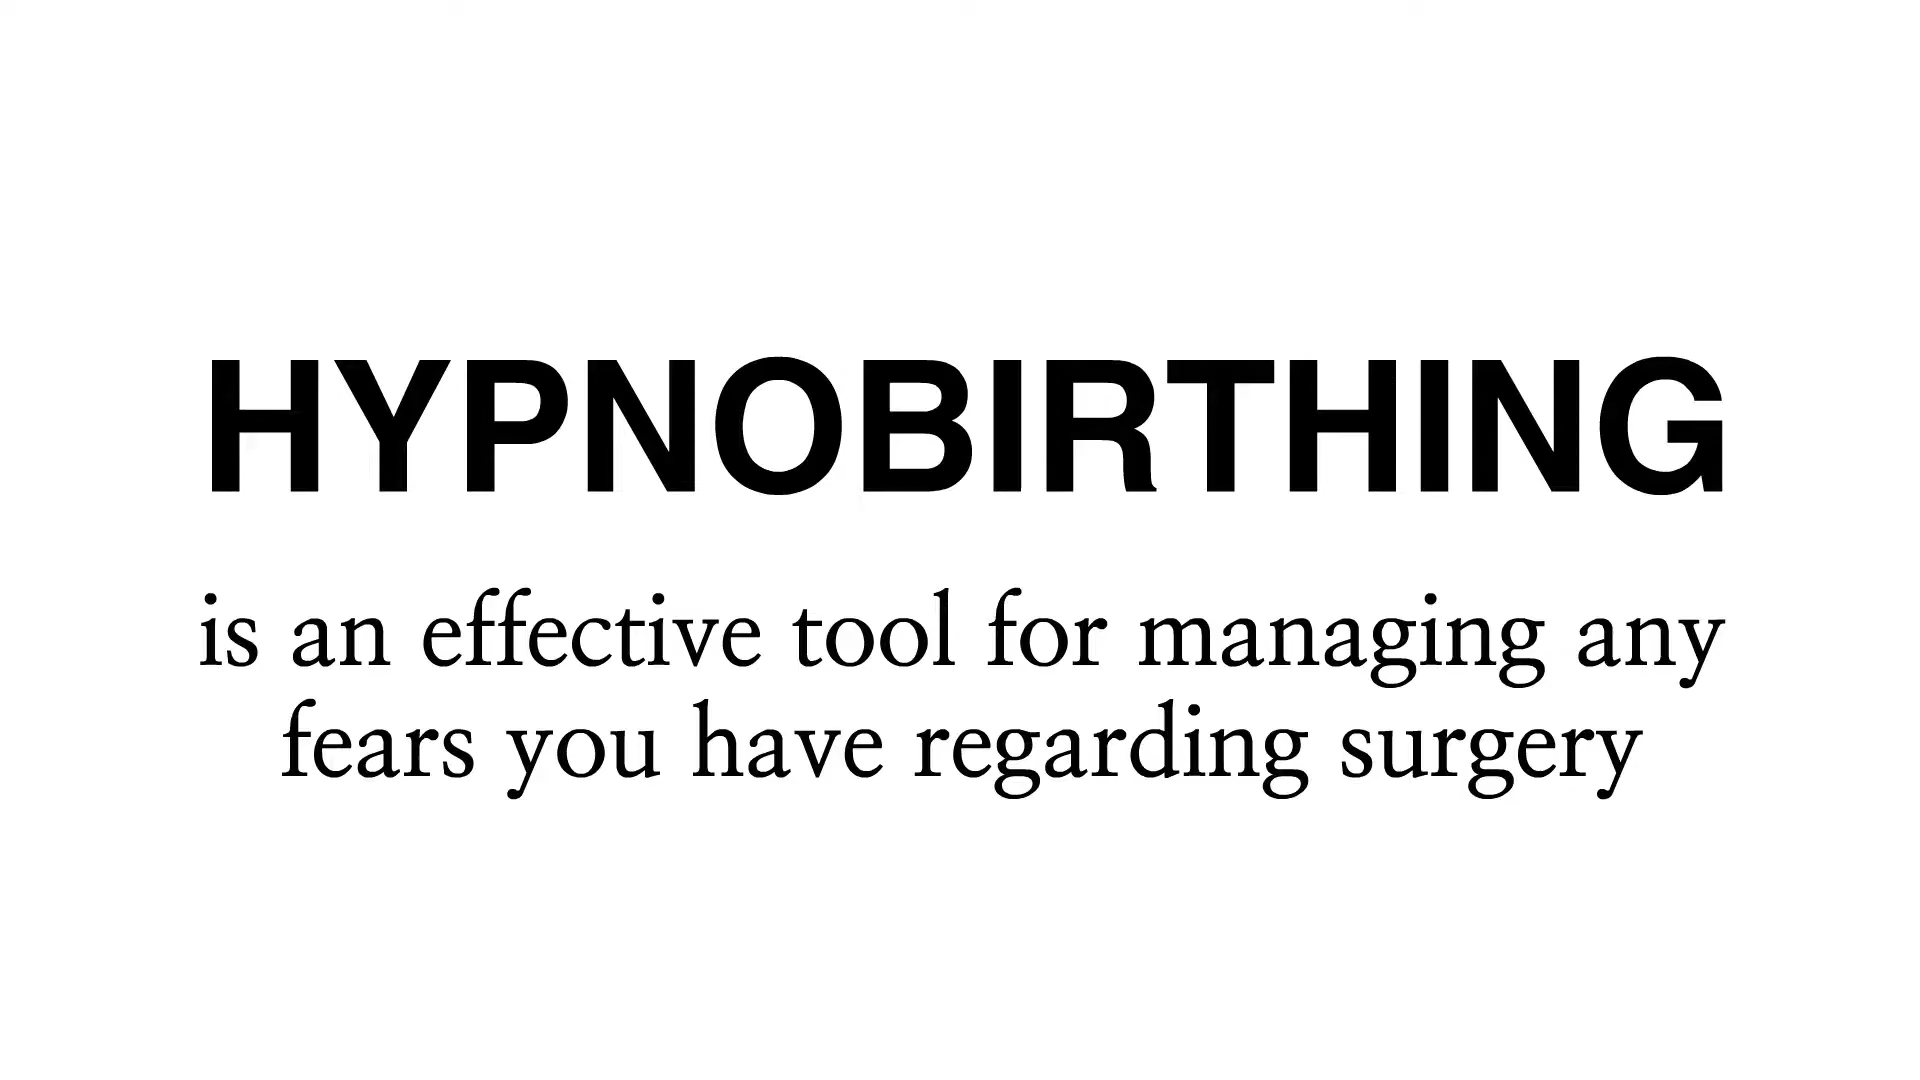 HYPNOBIRTHING
is an effective tool for managing any
fears you have regarding surgery